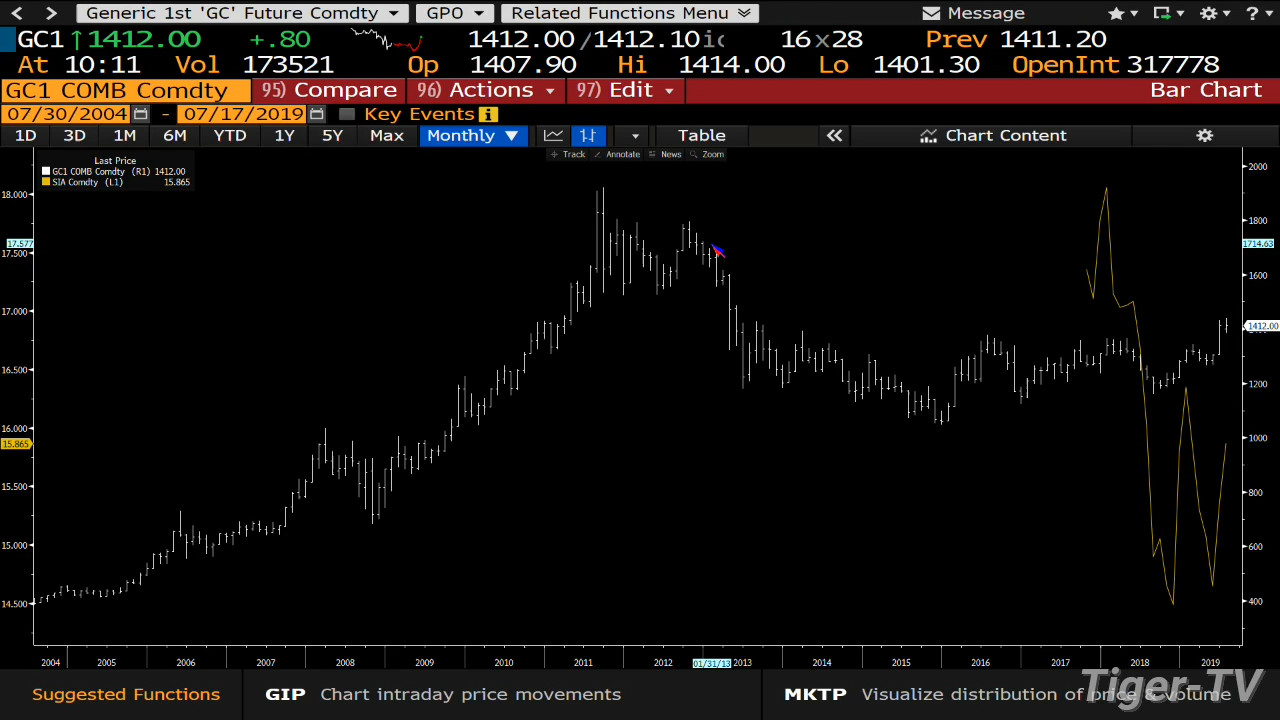 Generic 1st 'GC' Future Comdty GPO Related Functions Menu Message ?
GC1 ↑1412.00 +.80 1412.00/1412.10 16x28 Prev 1411.20
At 10:11 Vol 173521 Op 1407.90 Hi 1414.00 Lo 1401.30 OpenInt 317778
GC1 COMB Comdty 95) Compare 96) Actions 97) Edit Bar Chart
07/30/2004 - 07/17/2019 Key Events i
1D 3D 1M 6M YTD 1Y 5Y Max Monthly ▼ Table « Chart Content
Track Annotate News Zoom
Last Price
GC1 COMB Comdty (R1) 1412.00
SIA Comdty (L1) 15.865
18.000
17.577
17.500
17.000
16.500
16.000
15.865
15.500
15.000
14.500
2000
1800
1714.63
1600
1412.00
1200
1000
800
600
400
2004 2005 2006 2007 2008 2009 2010 2011 2012 01/31/13 2013 2014 2015 2016 2017 2018 2019
Suggested Functions GIP Chart intraday price movements MKTP Visualize distribution of price & volume
Tiger-TV